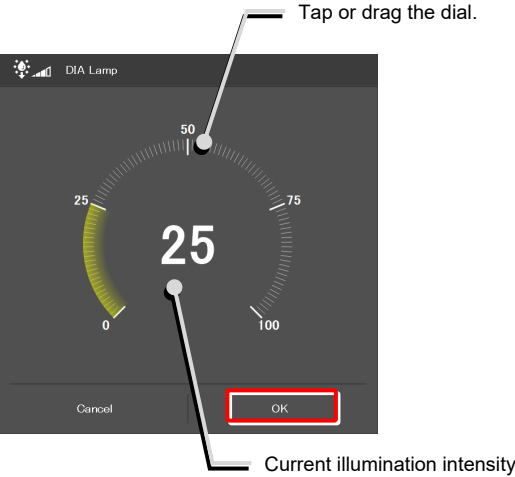 Tap or drag the dial.
DIA Lamp
50
25
75
25
0
100
Cancel
OK
Current illumination intensity